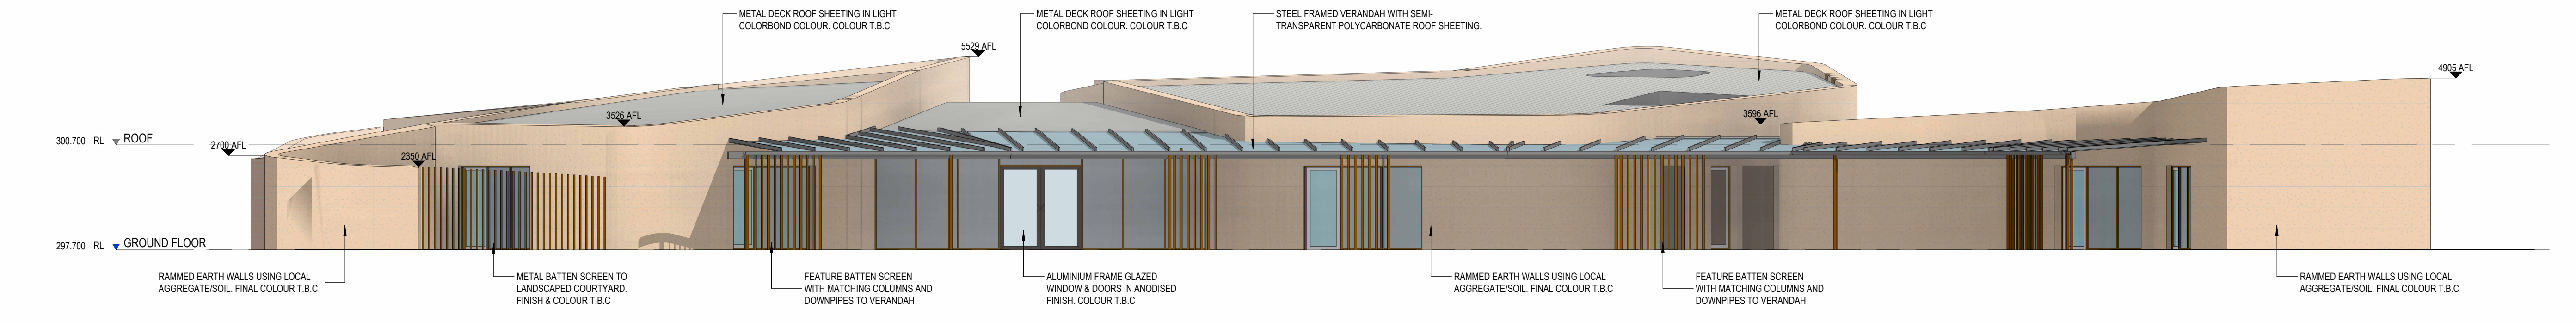 METAL DECK ROOF SHEETING IN LIGHT
COLORBOND COLOUR. COLOUR T.B.C
METAL DECK ROOF SHEETING IN LIGHT
COLORBOND COLOUR. COLOUR T.B.C
STEEL FRAMED VERANDAH WITH SEMI-
TRANSPARENT POLYCARBONATE ROOF SHEETING.
METAL DECK ROOF SHEETING IN LIGHT
COLORBOND COLOUR. COLOUR T.B.C
5529 AFL
4905 AFL
3526 AFL
3596 AFL
300.700 RL ROOF
2700 AFL
2350 AFL
297.700 RL GROUND FLOOR
RAMMED EARTH WALLS USING LOCAL
AGGREGATE/SOIL. FINAL COLOUR T.B.C
METAL BATTEN SCREEN TO
LANDSCAPED COURTYARD.
FINISH & COLOUR T.B.C
FEATURE BATTEN SCREEN
WITH MATCHING COLUMNS AND
DOWNPIPES TO VERANDAH
ALUMINIUM FRAME GLAZED
WINDOW & DOORS IN ANODISED
FINISH. COLOUR T.B.C
RAMMED EARTH WALLS USING LOCAL
AGGREGATE/SOIL. FINAL COLOUR T.B.C
FEATURE BATTEN SCREEN
WITH MATCHING COLUMNS AND
DOWNPIPES TO VERANDAH
RAMMED EARTH WALLS USING LOCAL
AGGREGATE/SOIL. FINAL COLOUR T.B.C